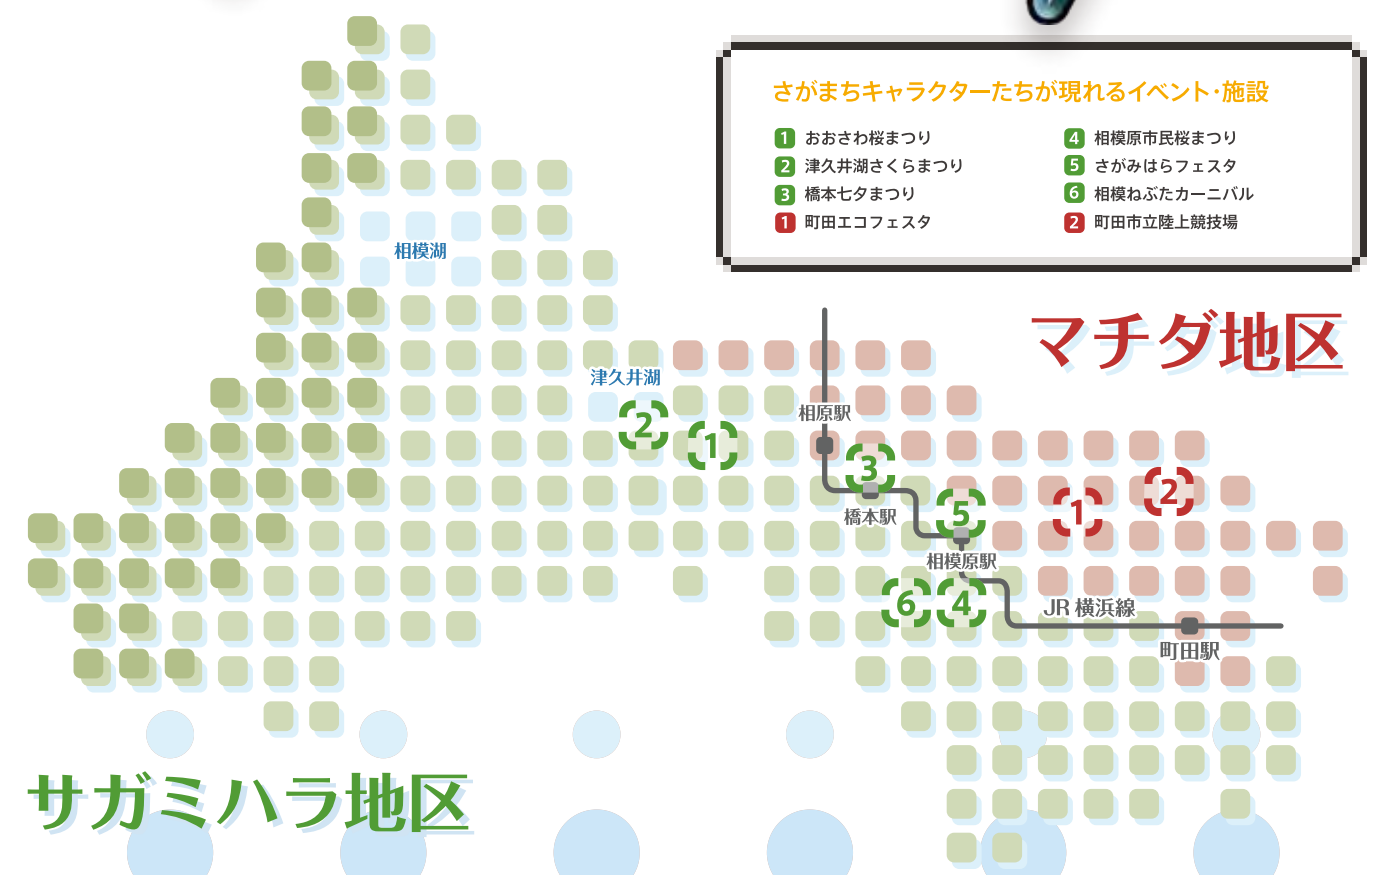 さがまちキャラクターたちが現れるイベント･施設
1 おおさわ桜まつり
2 津久井湖さくらまつり
3 橋本七夕まつり
1 町田エコフェスタ
4 相模原市民桜まつり
5 さがみはらフェスタ
6 相模ねぶたカーニバル
2 町田市立陸上競技場
相模湖
マチダ地区
津久井湖
相原駅
2
1
3
橋本駅
5
1
2
相模原駅
6
4
JR 横浜線
町田駅
サガミハラ地区